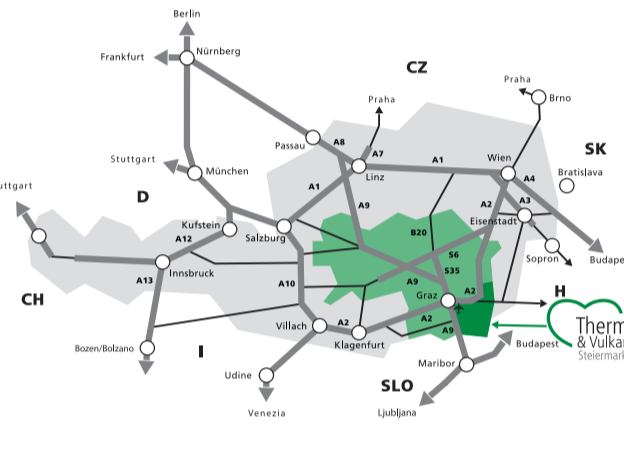 Berlin
Frankfurt
Nürnberg
CZ
Praha
Praha
Brno
Passau
A8
A7
Stuttgart
München
Linz
A1
Wien
SK
A4
Bratislava
uttgart
D
A1
A9
A2
A3
Kufstein
Eisenstadt
A12
Salzburg
B20
Sopron
Budape
S6
Innsbruck
S35
A13
A10
A9
CH
Graz
A2
H
Villach
A2
A2
A9
Therm
& Vulka
Steiermark
Klagenfurt
Bozen/Bolzano
I
Budapest
Maribor
Udine
SLO
Venezia
Ljubljana